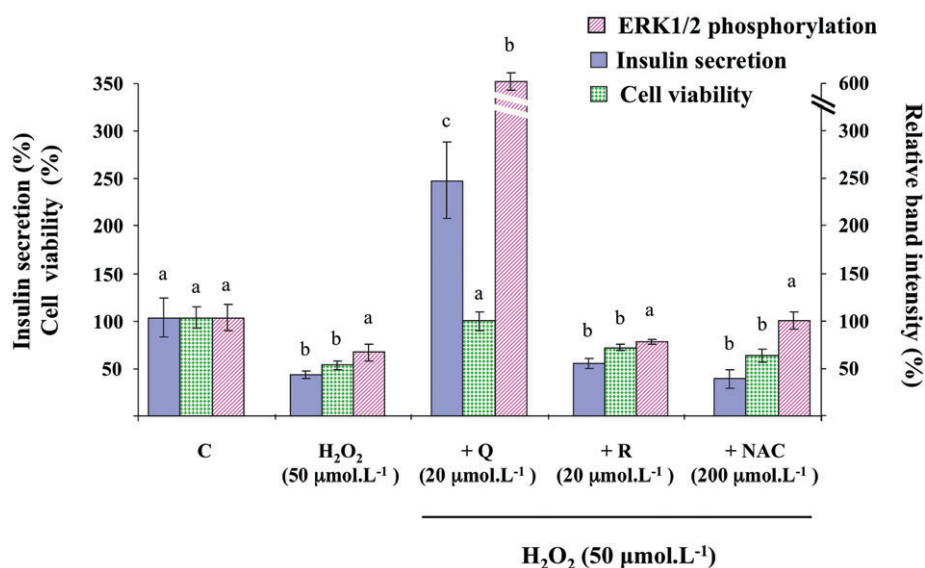 ERK1/2 phosphorylation
Insulin secretion
Cell viability
Insulin secretion (%)
Cell viability (%)
350
300
250
200
150
100
50
a
a
a
b
b
a
c
a
b
b
b
a
b
b
a
600
300
250
200
150
100
50
Relative band intensity (%)
C
H₂O₂
(50 μmol.L⁻¹)
+ Q
(20 μmol.L⁻¹)
+ R
(20 μmol.L⁻¹)
+ NAC
(200 μmol.L⁻¹)
H₂O₂ (50 μmol.L⁻¹)